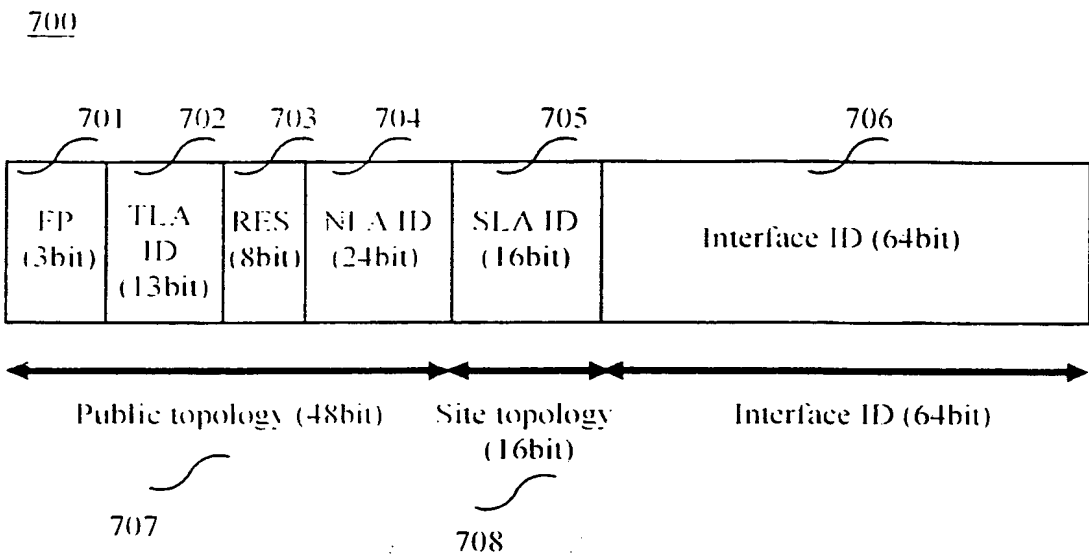 700
701 702 703 704 705 706
FP
(3bit)
TLA
ID
(13bit)
RES
(8bit)
NLA ID
(24bit)
SLA ID
(16bit)
Interface ID (64bit)
Public topology (48bit)
Site topology
(16bit)
Interface ID (64bit)
707
708